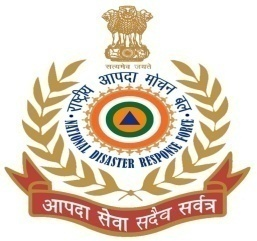 सत्यमेव जयते
राष्ट्रीय आपदा मोचन बल
NATIONAL DISASTER RESPONSE FORCE
आपदा सेवा सदैव सर्वत्र